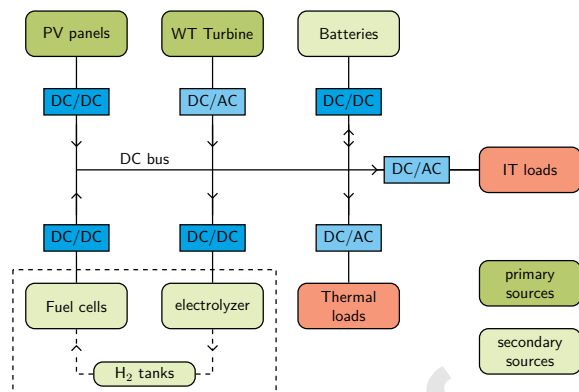 PV panels
WT Turbine
Batteries
DC/DC
DC/AC
DC/DC
DC bus
DC/AC
IT loads
DC/DC
DC/DC
DC/AC
Fuel cells
electrolyzer
Thermal
loads
primary
sources
H₂ tanks
secondary
sources